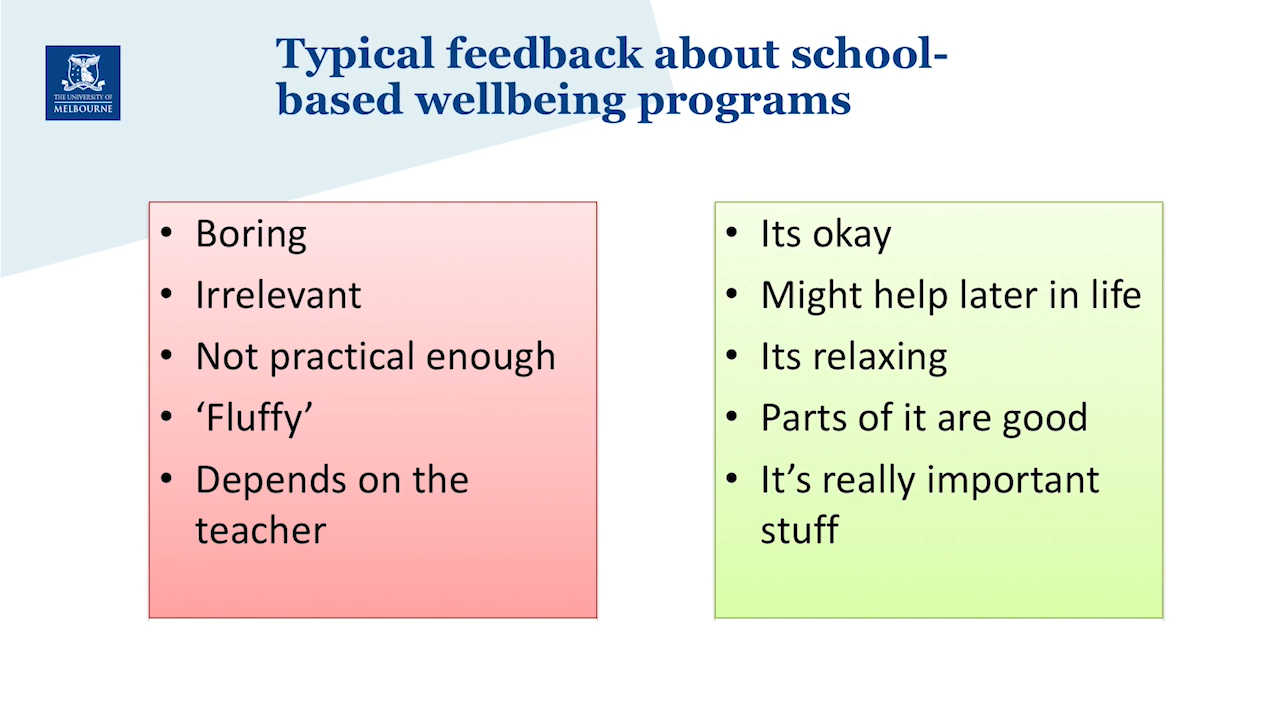 THE UNIVERSITY OF
MELBOURNE
Typical feedback about school-
based wellbeing programs
• Boring
• Irrelevant
• Not practical enough
• ‘Fluffy’
• Depends on the
teacher
• Its okay
• Might help later in life
• Its relaxing
• Parts of it are good
• It’s really important
stuff